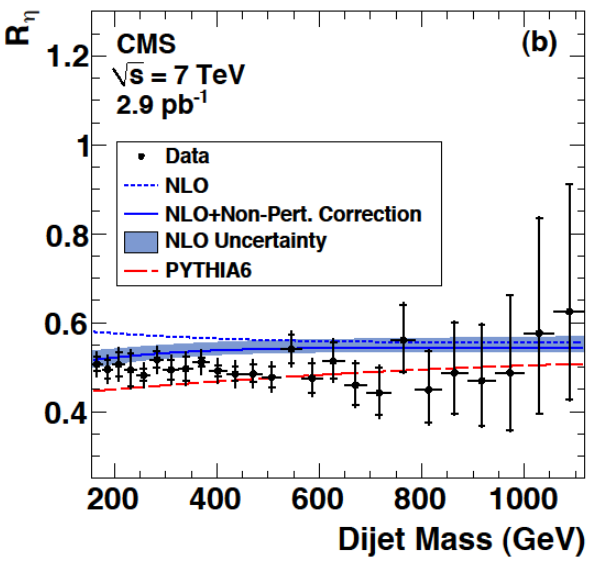 R_η
CMS
(b)
√s = 7 TeV
2.9 pb⁻¹
Data
NLO
NLO+Non-Pert. Correction
NLO Uncertainty
PYTHIA6
1.2
1
0.8
0.6
0.4
200 400 600 800 1000
Dijet Mass (GeV)